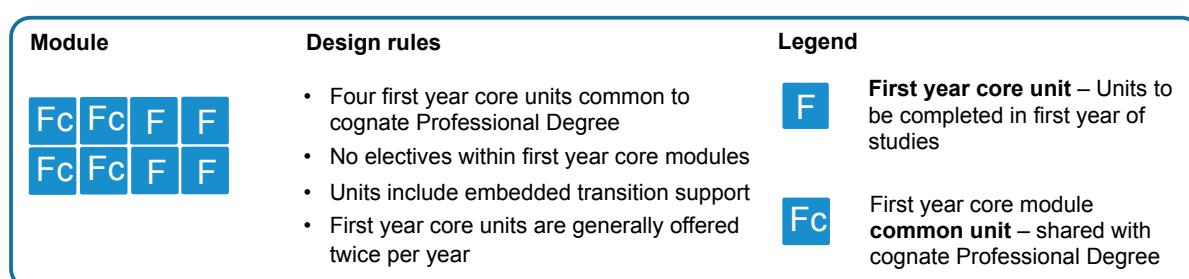 Module
Fc Fc F F
Fc Fc F F
Design rules
• Four first year core units common to
cognate Professional Degree
• No electives within first year core modules
• Units include embedded transition support
• First year core units are generally offered
twice per year
Legend
F
First year core unit – Units to
be completed in first year of
studies
Fc
First year core module
common unit – shared with
cognate Professional Degree